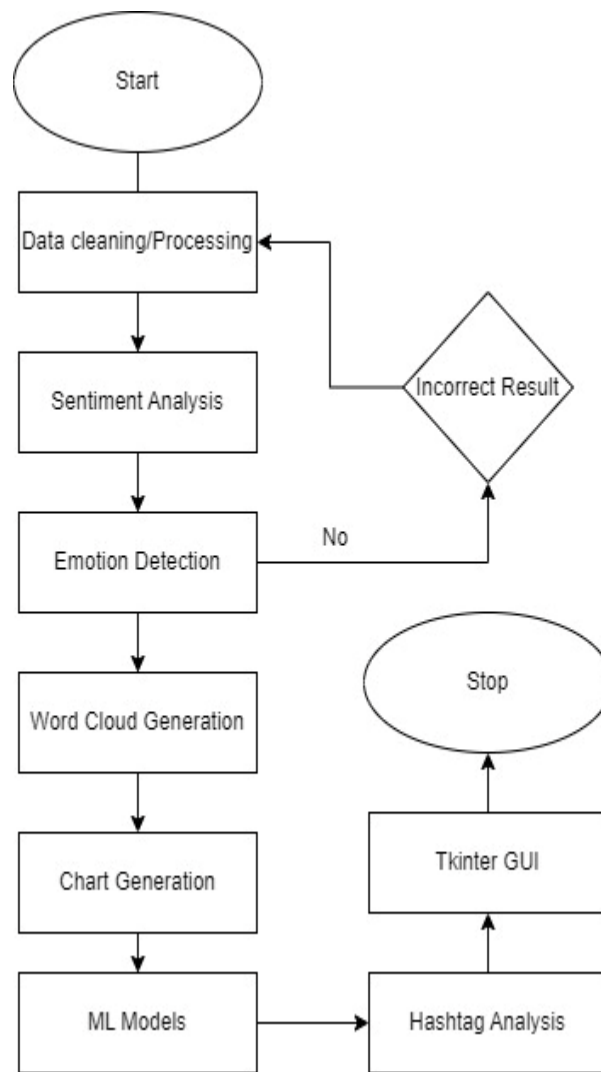 Start
Data cleaning/Processing
Sentiment Analysis
Incorrect Result
Emotion Detection
No
Word Cloud Generation
Stop
Chart Generation
Tkinter GUI
ML Models
Hashtag Analysis